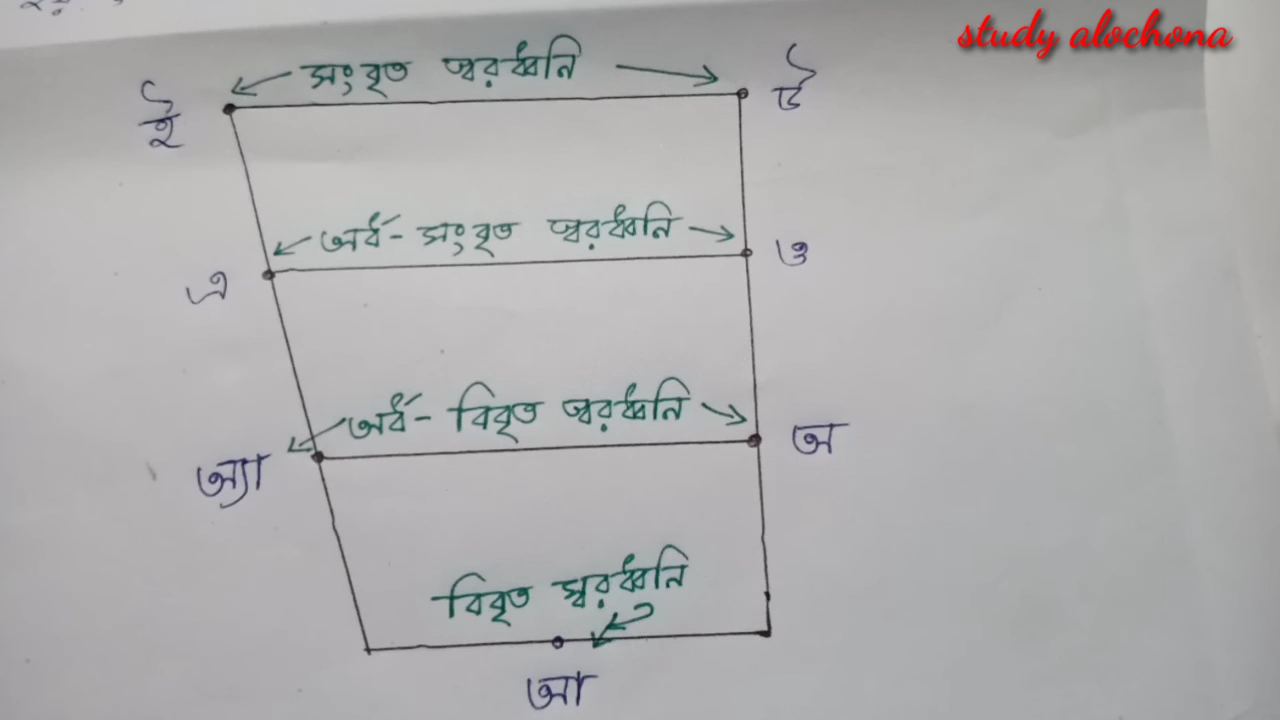 study alochona
সংবৃত স্বরধ্বনি
ই
উ
অর্ধ - সংবৃত স্বরধ্বনি
এ
ও
অর্ধ - বিবৃত স্বরধ্বনি
অ্যা
অ
বিবৃত স্বরধ্বনি
আ